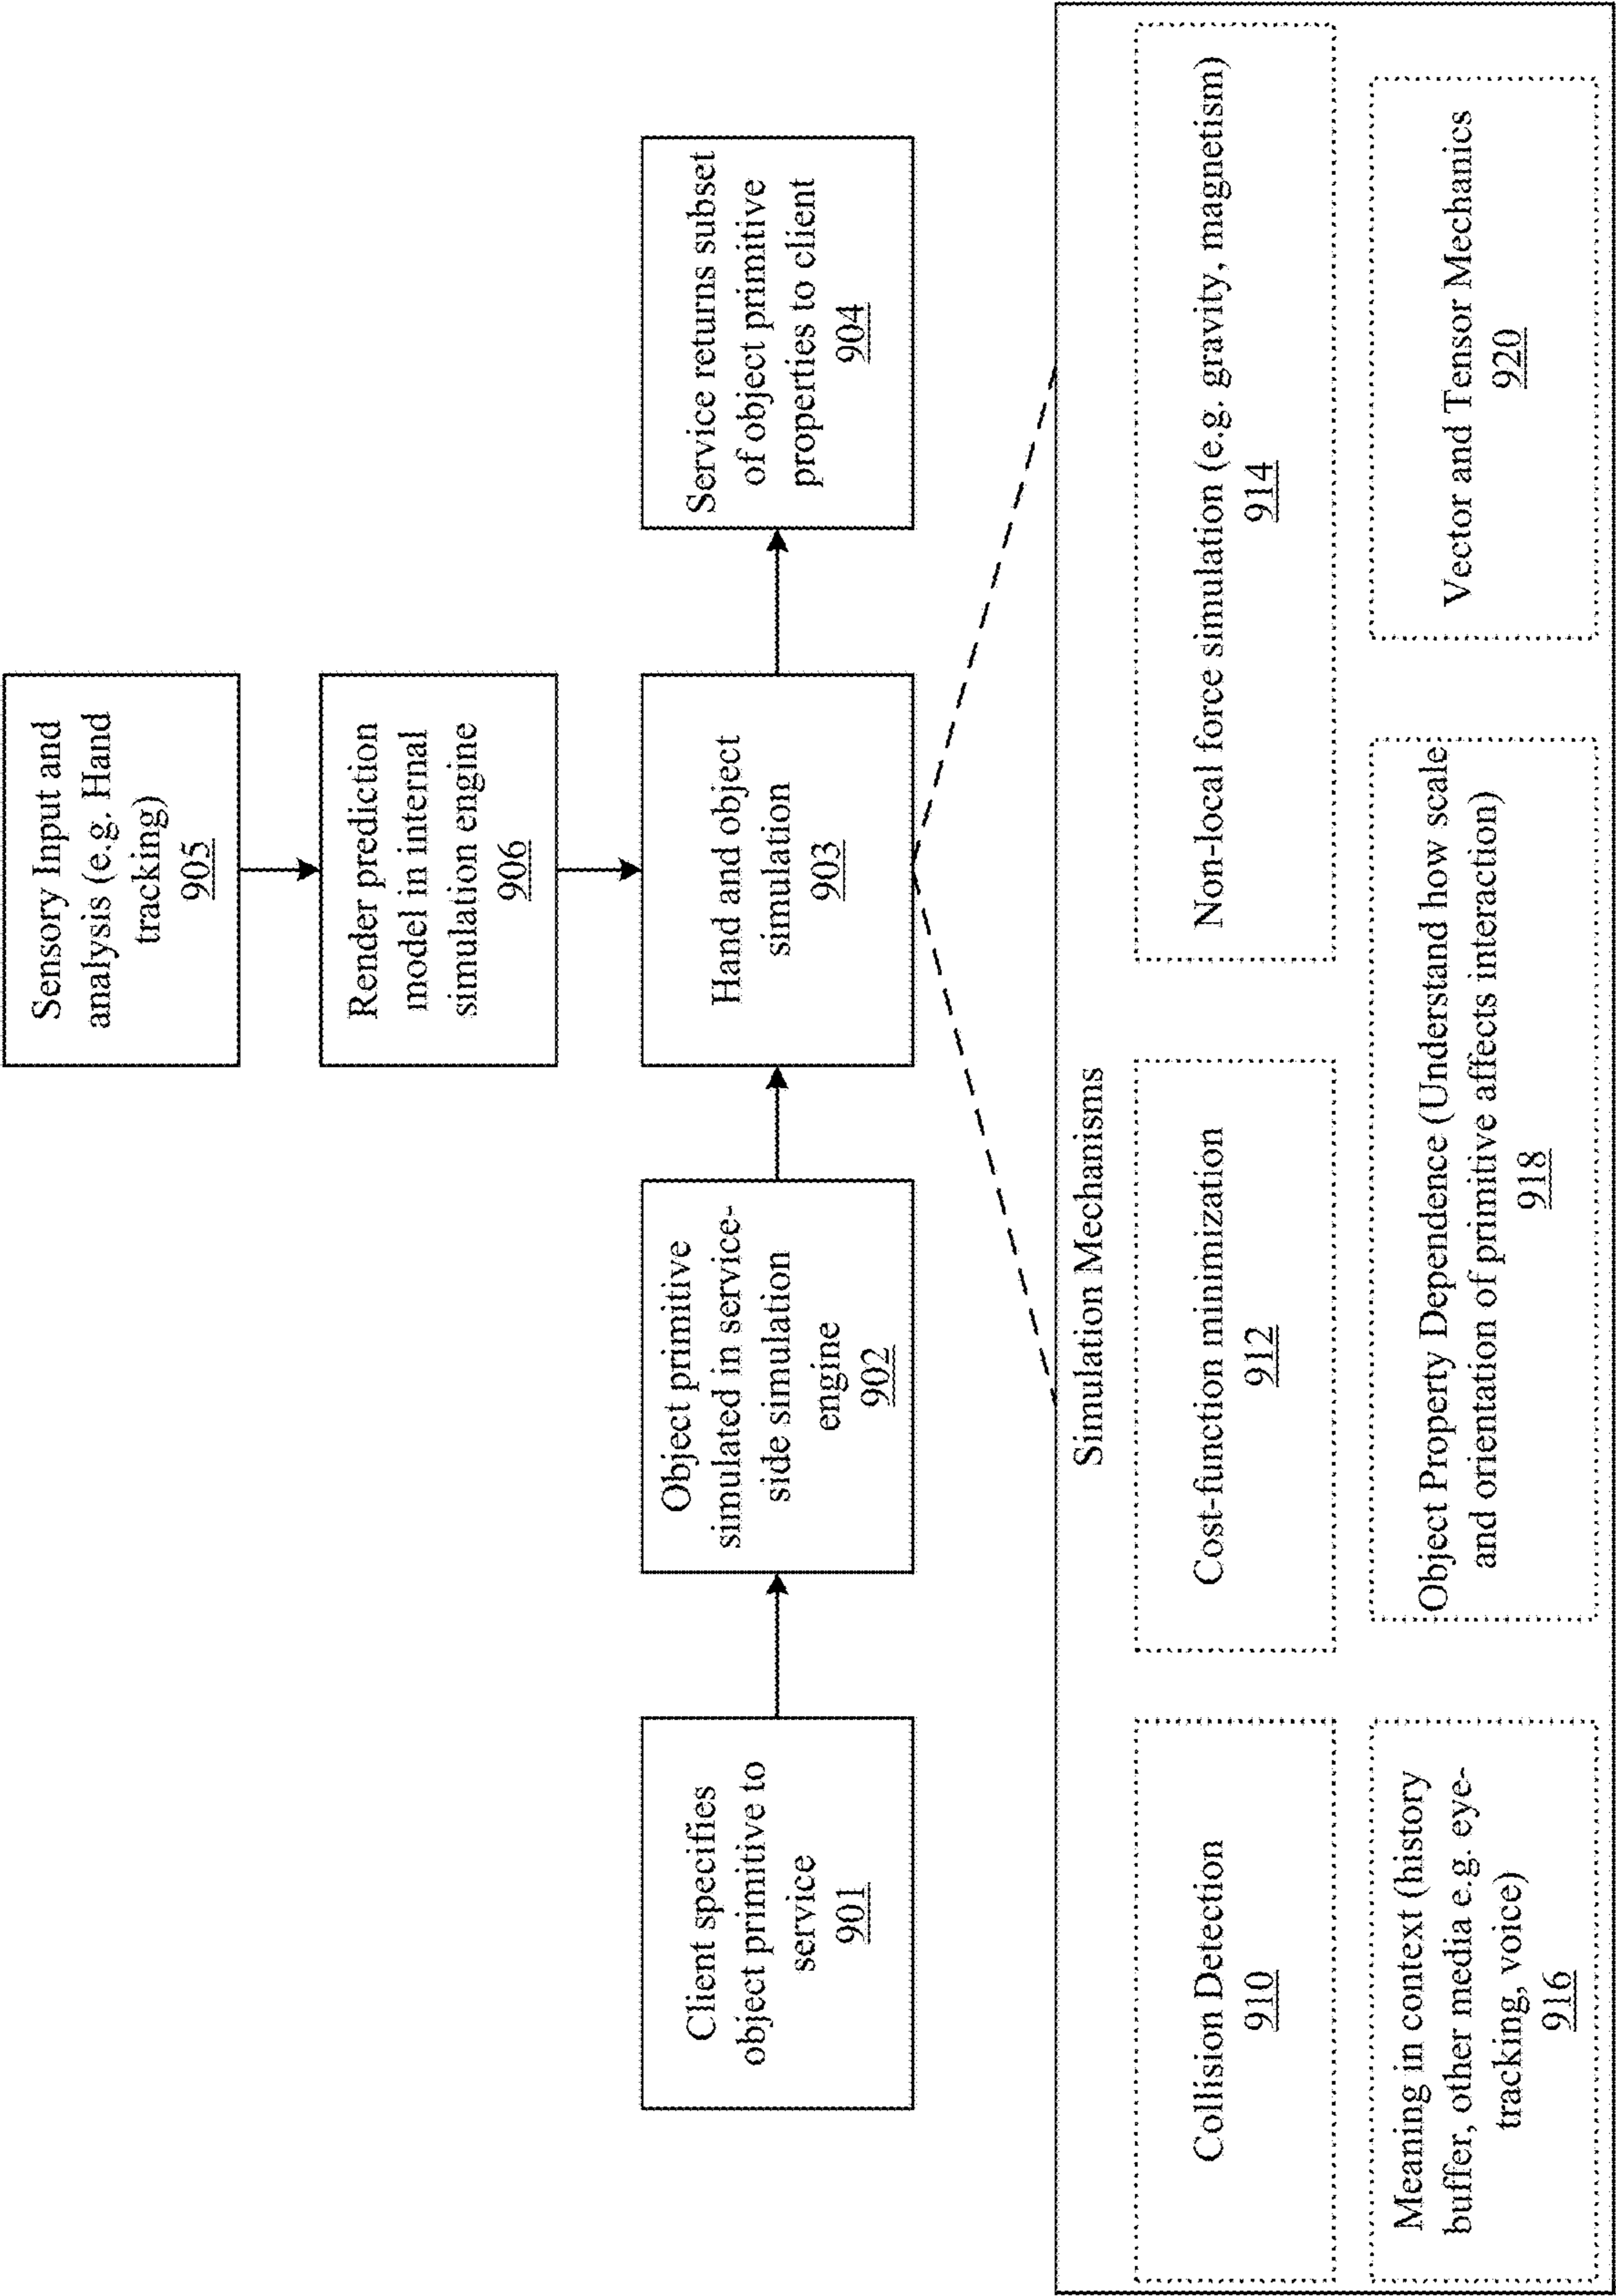 Sensory Input and
analysis (e.g. Hand
tracking)
905
Render prediction
model in internal
simulation engine
906
Client specifies
object primitive to
service
901
Object primitive
simulated in service-
side simulation
engine
902
Hand and object
simulation
903
Service returns subset
of object primitive
properties to client
904
Simulation Mechanisms
Collision Detection
910
Cost-function minimization
912
Non-local force simulation (e.g. gravity, magnetism)
914
Meaning in context (history
buffer, other media e.g. eye-
tracking, voice)
916
Object Property Dependence (Understand how scale
and orientation of primitive affects interaction)
918
Vector and Tensor Mechanics
920